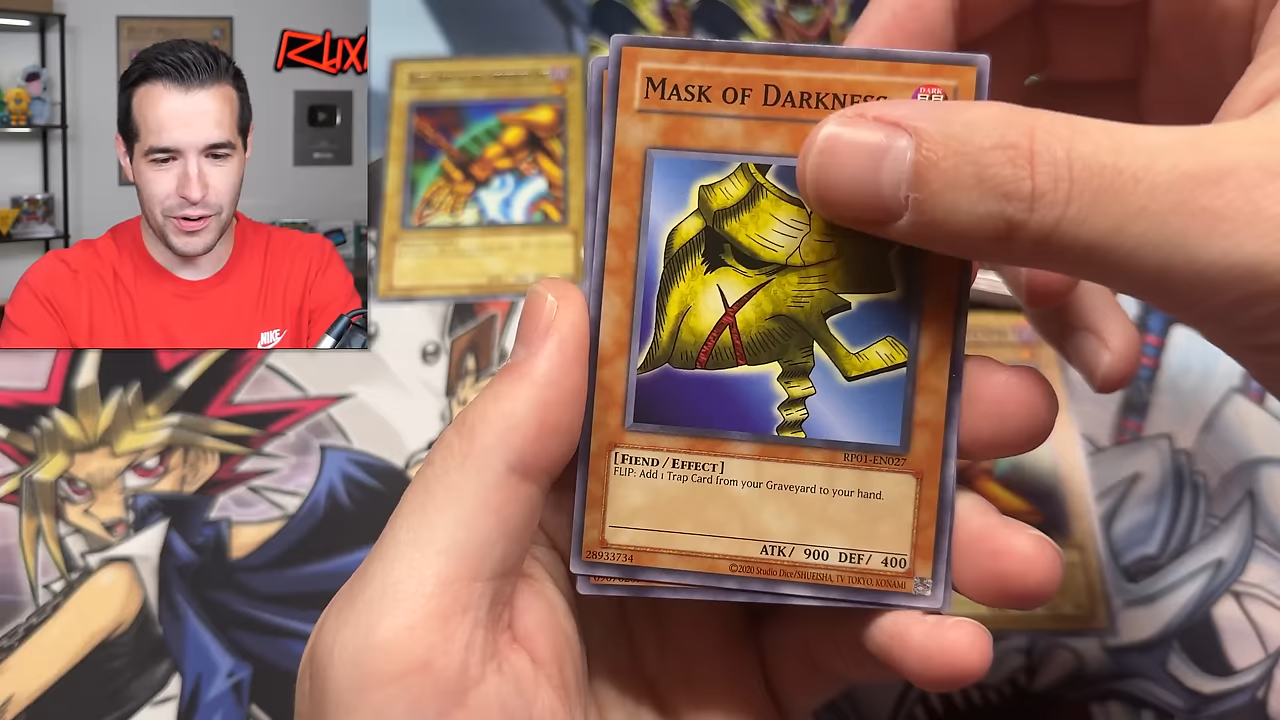 MASK OF DARKNESS
DARK
NIKE
RP01-EN027
[FIEND/EFFECT]
FLIP: Add 1 Trap Card from your Graveyard to your hand.
ATK/ 900 DEF/ 400
28933734
©2020 Studio Dice/SHUEISHA, TV TOKYO, KONAMI